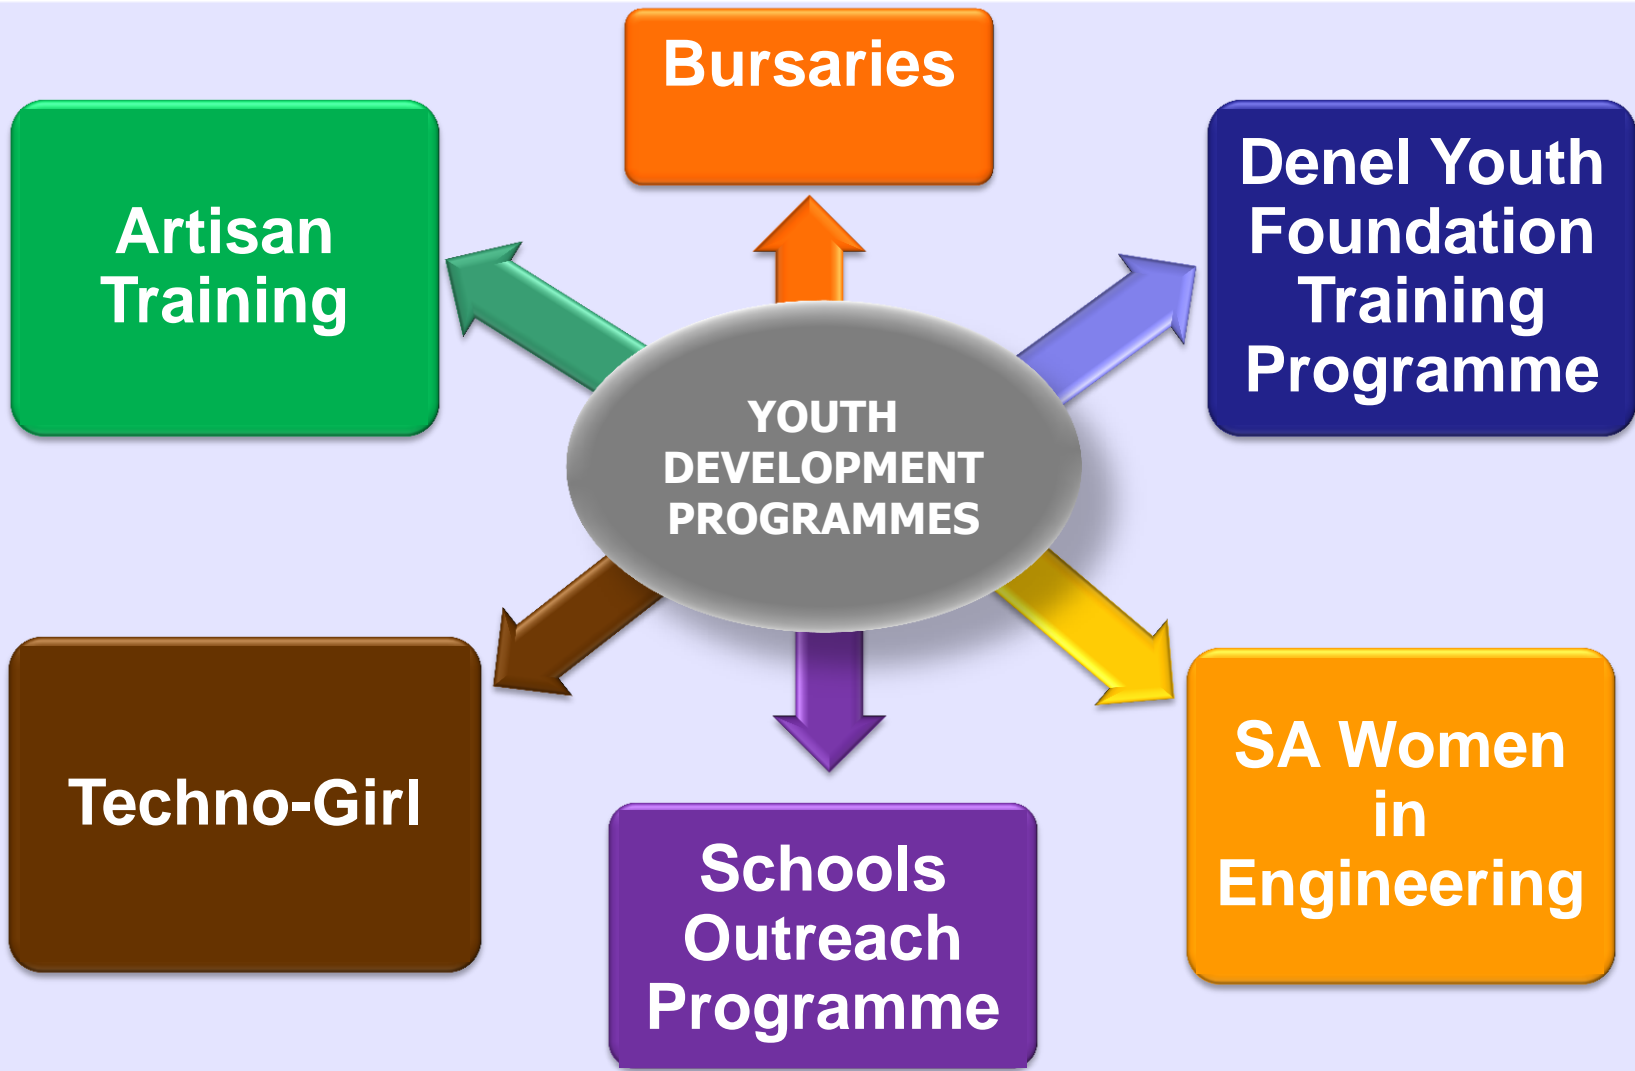 Bursaries
Artisan
Training
Denel Youth
Foundation
Training
Programme
YOUTH
DEVELOPMENT
PROGRAMMES
Techno-Girl
Schools
Outreach
Programme
SA Women
in
Engineering